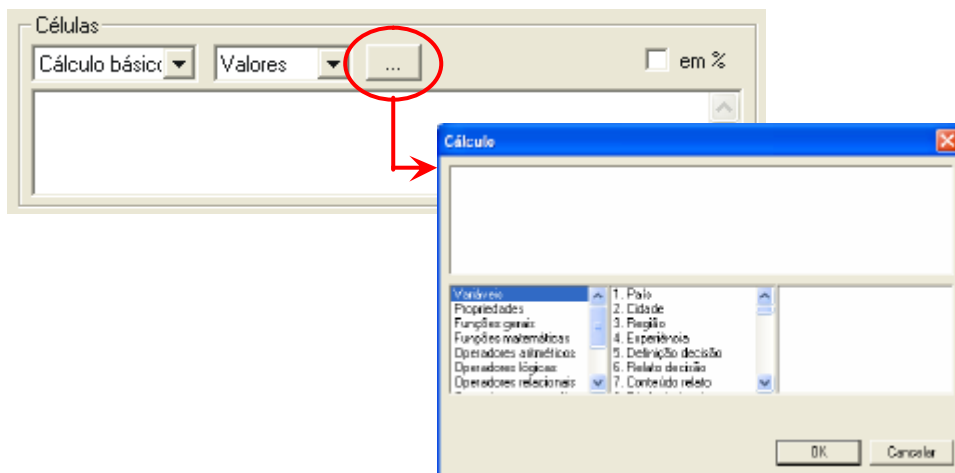 Células
Cálculo básico Valores ... em %
Cálculo
Variáveis
Propriedades
Funções gerais
Funções matemáticas
Operadores aritméticos
Operadores lógicos
Operadores relacionais
1. País
2. Cidade
3. Região
4. Experiência
5. Definição decisão
6. Relato decisão
7. Conteúdo relato
OK Cancelar